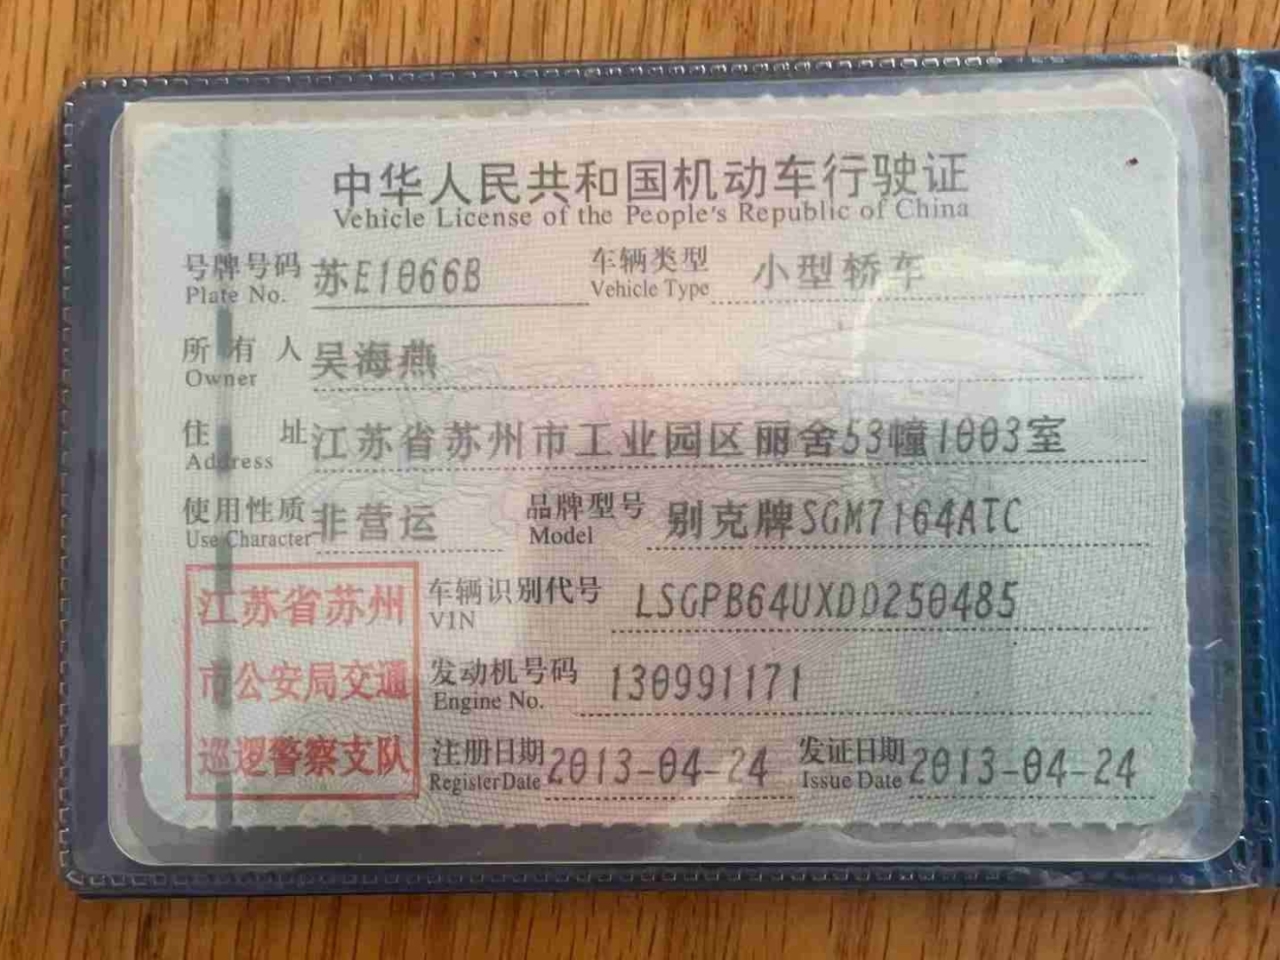 中华人民共和国机动车行驶证
Vehicle License of the People's Republic of China
号牌号码 苏E1066B 车辆类型 小型轿车
Plate No. Vehicle Type
所有人 吴海燕
Owner
住址 江苏省苏州市工业园区丽舍53幢1003室
Address
使用性质 非营运 品牌型号 别克牌SGM7164ATC
Use Character Model
江苏省苏州 车辆识别代号 LSGPB64UXDD250485
VIN
市公安局交通 发动机号码 130991171
Engine No.
巡逻警察支队 注册日期 2013-04-24 发证日期 2013-04-24
Register Date Issue Date